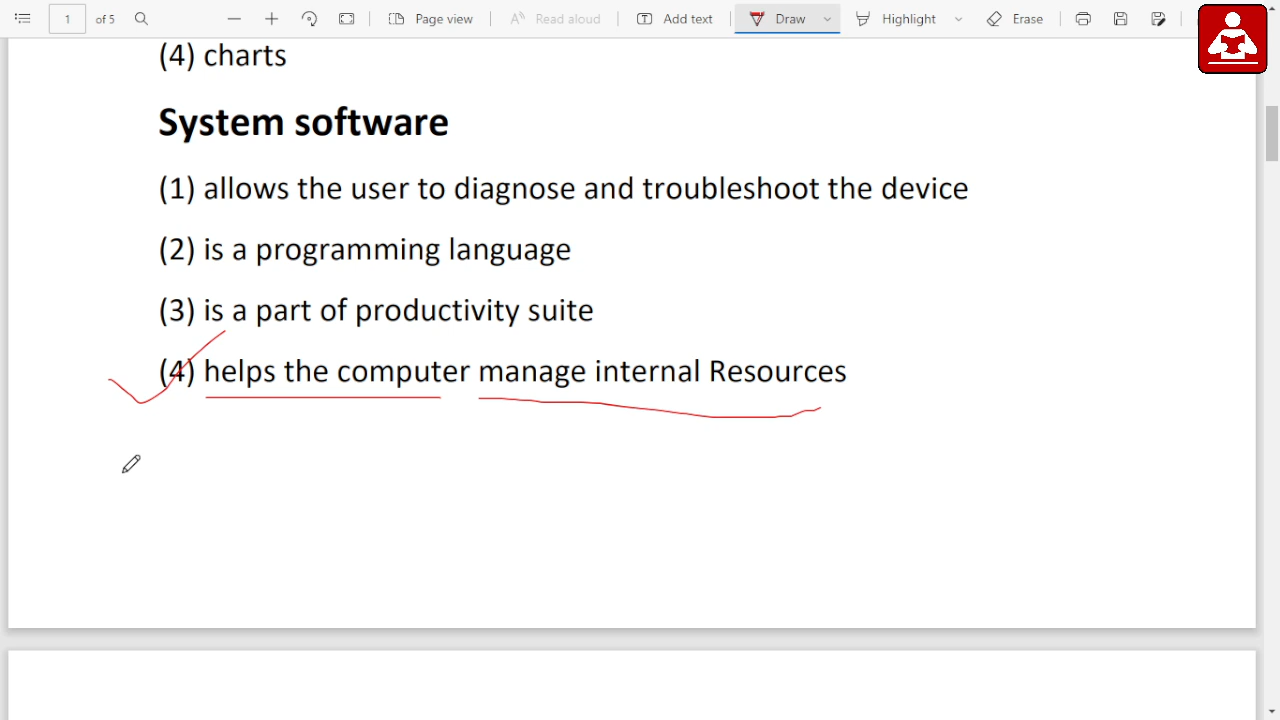 1
of 5
Page view
Read aloud
Add text
Draw
Highlight
Erase
(4) charts
System software
(1) allows the user to diagnose and troubleshoot the device
(2) is a programming language
(3) is a part of productivity suite
(4) helps the computer manage internal Resources